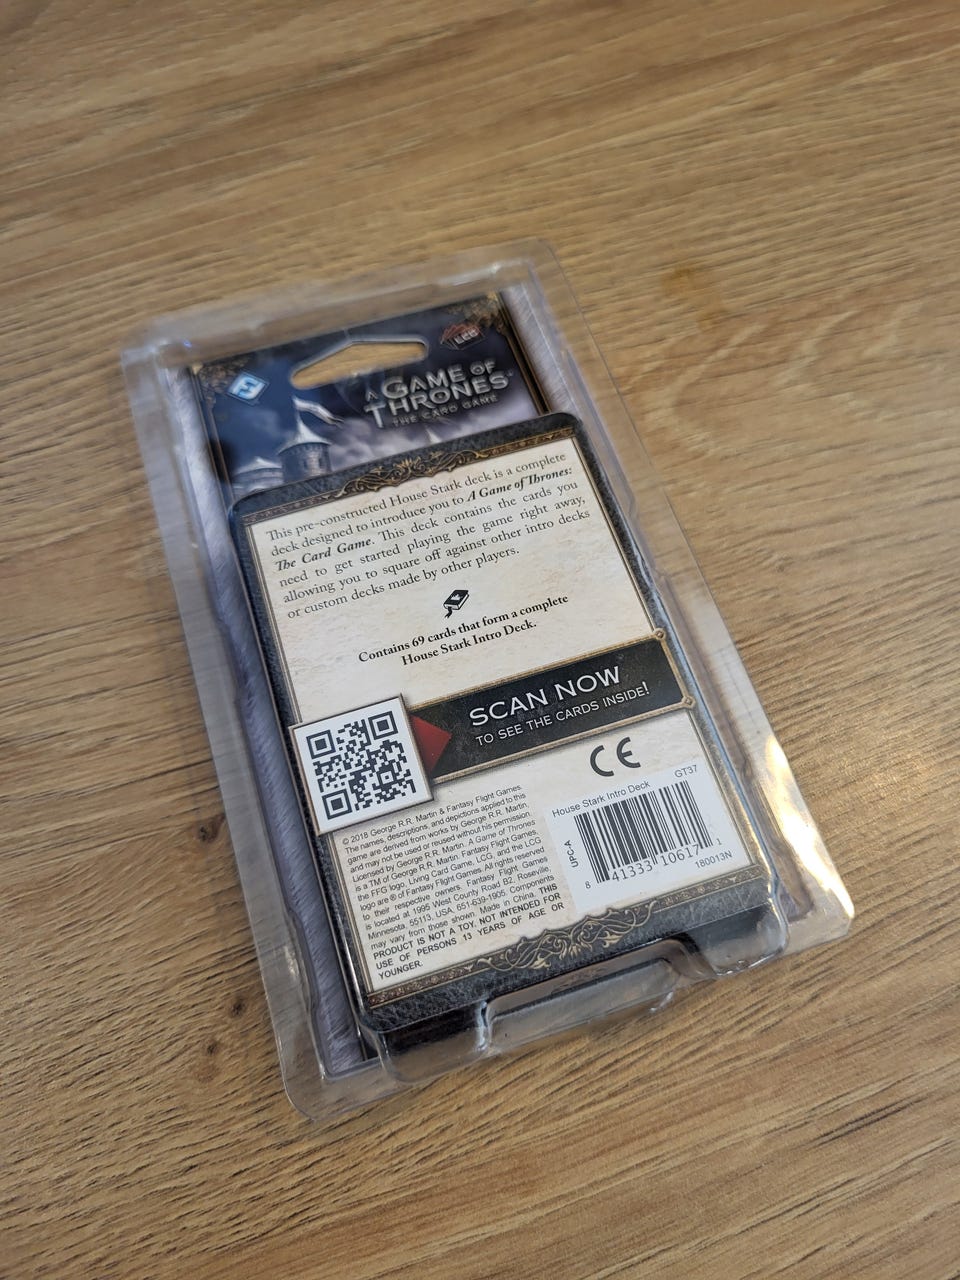 LCG
A GAME OF
THRONES
THE CARD GAME
This pre-constructed House Stark deck is a complete
deck designed to introduce you to A Game of Thrones:
The Card Game. This deck contains the cards you
need to get started playing the game right away,
allowing you to square off against other intro decks
or custom decks made by other players.
Contains 69 cards that form a complete
House Stark Intro Deck.
SCAN NOW
TO SEE THE CARDS INSIDE!
CE
© 2018 George R.R. Martin & Fantasy Flight Games.
The names, descriptions, and depictions applied to this
game are derived from works by George R.R. Martin,
and may not be used or reused without his permission.
Licensed by George R.R. Martin. A Game of Thrones
is a TM of George R.R. Martin. Fantasy Flight Games,
the FFG logo, Living Card Game, LCG, and the LCG
logo are ® of Fantasy Flight Games. All rights reserved
to their respective owners. Fantasy Flight Games
is located at 1995 West County Road B2, Roseville,
Minnesota, 55113, USA. 651-639-1905. Components
may vary from those shown. Made in China. THIS
PRODUCT IS NOT A TOY. NOT INTENDED FOR
USE OF PERSONS 13 YEARS OF AGE OR
YOUNGER.
House Stark Intro Deck GT37
UPC-A
8 41333 10617 1
180013N